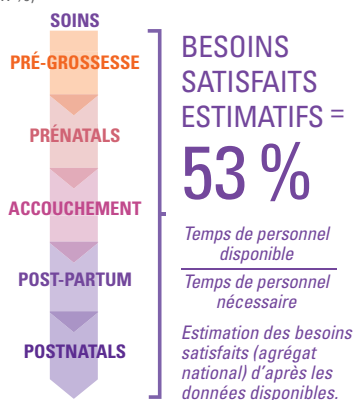 SOINS
PRÉ-GROSSESSE
PRÉNATALS
ACCOUCHEMENT
POST-PARTUM
POSTNATALS
BESOINS
SATISFAITS
ESTIMATIFS =
53 %
Temps de personnel
disponible
Temps de personnel
nécessaire
Estimation des besoins
satisfaits (agrégat
national) d'après les
données disponibles.